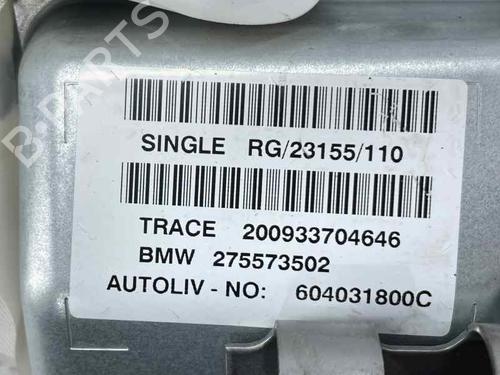 B-PARTS
SINGLE RG/23155/110
TRACE 200933704646
BMW 275573502
AUTOLIV - NO: 604031800C